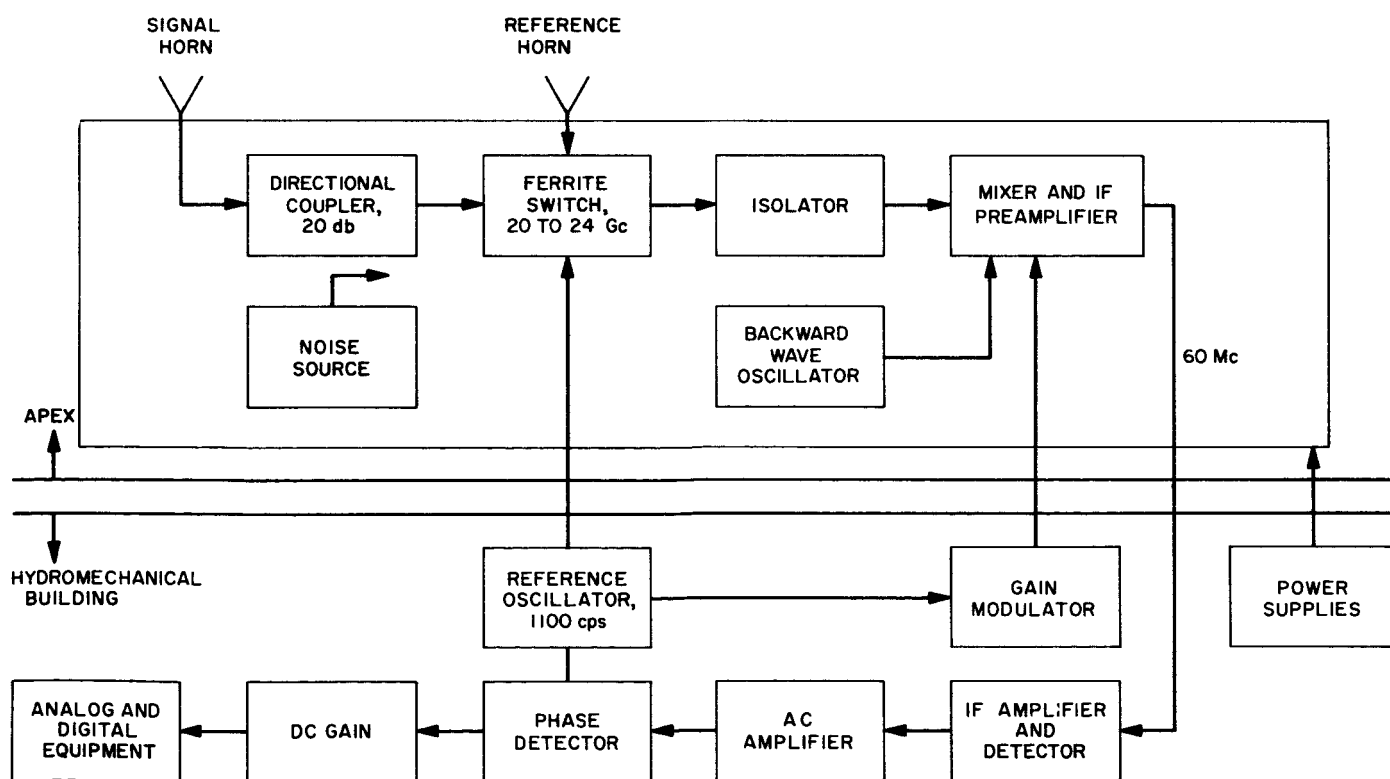 SIGNAL
HORN
REFERENCE
HORN
DIRECTIONAL
COUPLER,
20 db
FERRITE
SWITCH,
20 TO 24 Gc
ISOLATOR
MIXER AND IF
PREAMPLIFIER
NOISE
SOURCE
BACKWARD
WAVE
OSCILLATOR
60 Mc
APEX
HYDROMECHANICAL
BUILDING
REFERENCE
OSCILLATOR,
1100 cps
GAIN
MODULATOR
POWER
SUPPLIES
ANALOG AND
DIGITAL
EQUIPMENT
DC GAIN
PHASE
DETECTOR
AC
AMPLIFIER
IF AMPLIFIER
AND
DETECTOR